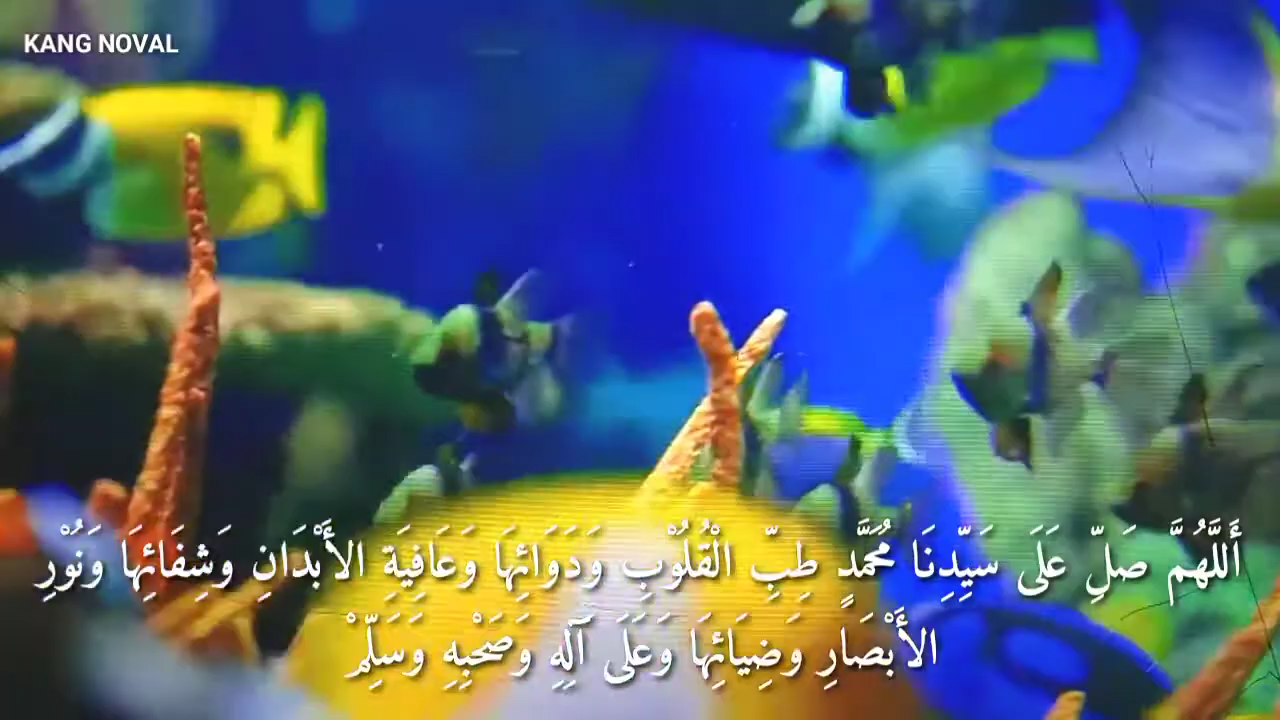 KANG NOVAL
أَللَّهُمَّ صَلِّ عَلَى سَيِّدِنَا مُحَمَّدٍ طِبِّ الْقُلُوْبِ وَدَوَائِهَا وَعَافِيَةِ الأَبْدَانِ وَشِفَائِهَا وَنُوْرِ
الأَبْصَارِ وَضِيَائِهَا وَعَلَى آلِهِ وَصَحْبِهِ وَسَلِّمْ